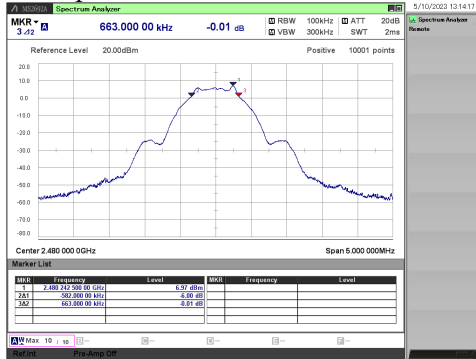 MS2692A Spectrum Analyzer
5/10/2023 13:14:17
MKR
3 Δ2
663.000 00 kHz
-0.01 dB
RBW 100kHz
VBW 300kHz
ATT 20dB
SWT 2ms
Spectrum Analyzer
Remote
Reference Level 20.00dBm
Positive 10001 points
20.0
10.0
0.0
-10.0
-20.0
-30.0
-40.0
-50.0
-60.0
-70.0
-80.0
1
2
3
Center 2.480 000 0GHz
Span 5.000 000MHz
Marker List
MKR Frequency Level MKR Frequency Level
1 2.480 242 500 00 GHz 6.97 dBm
2Δ1 -582.000 00 kHz -6.00 dB
3Δ2 663.000 00 kHz -0.01 dB
Max 10 / 10
Ref.Int Pre-Amp Off